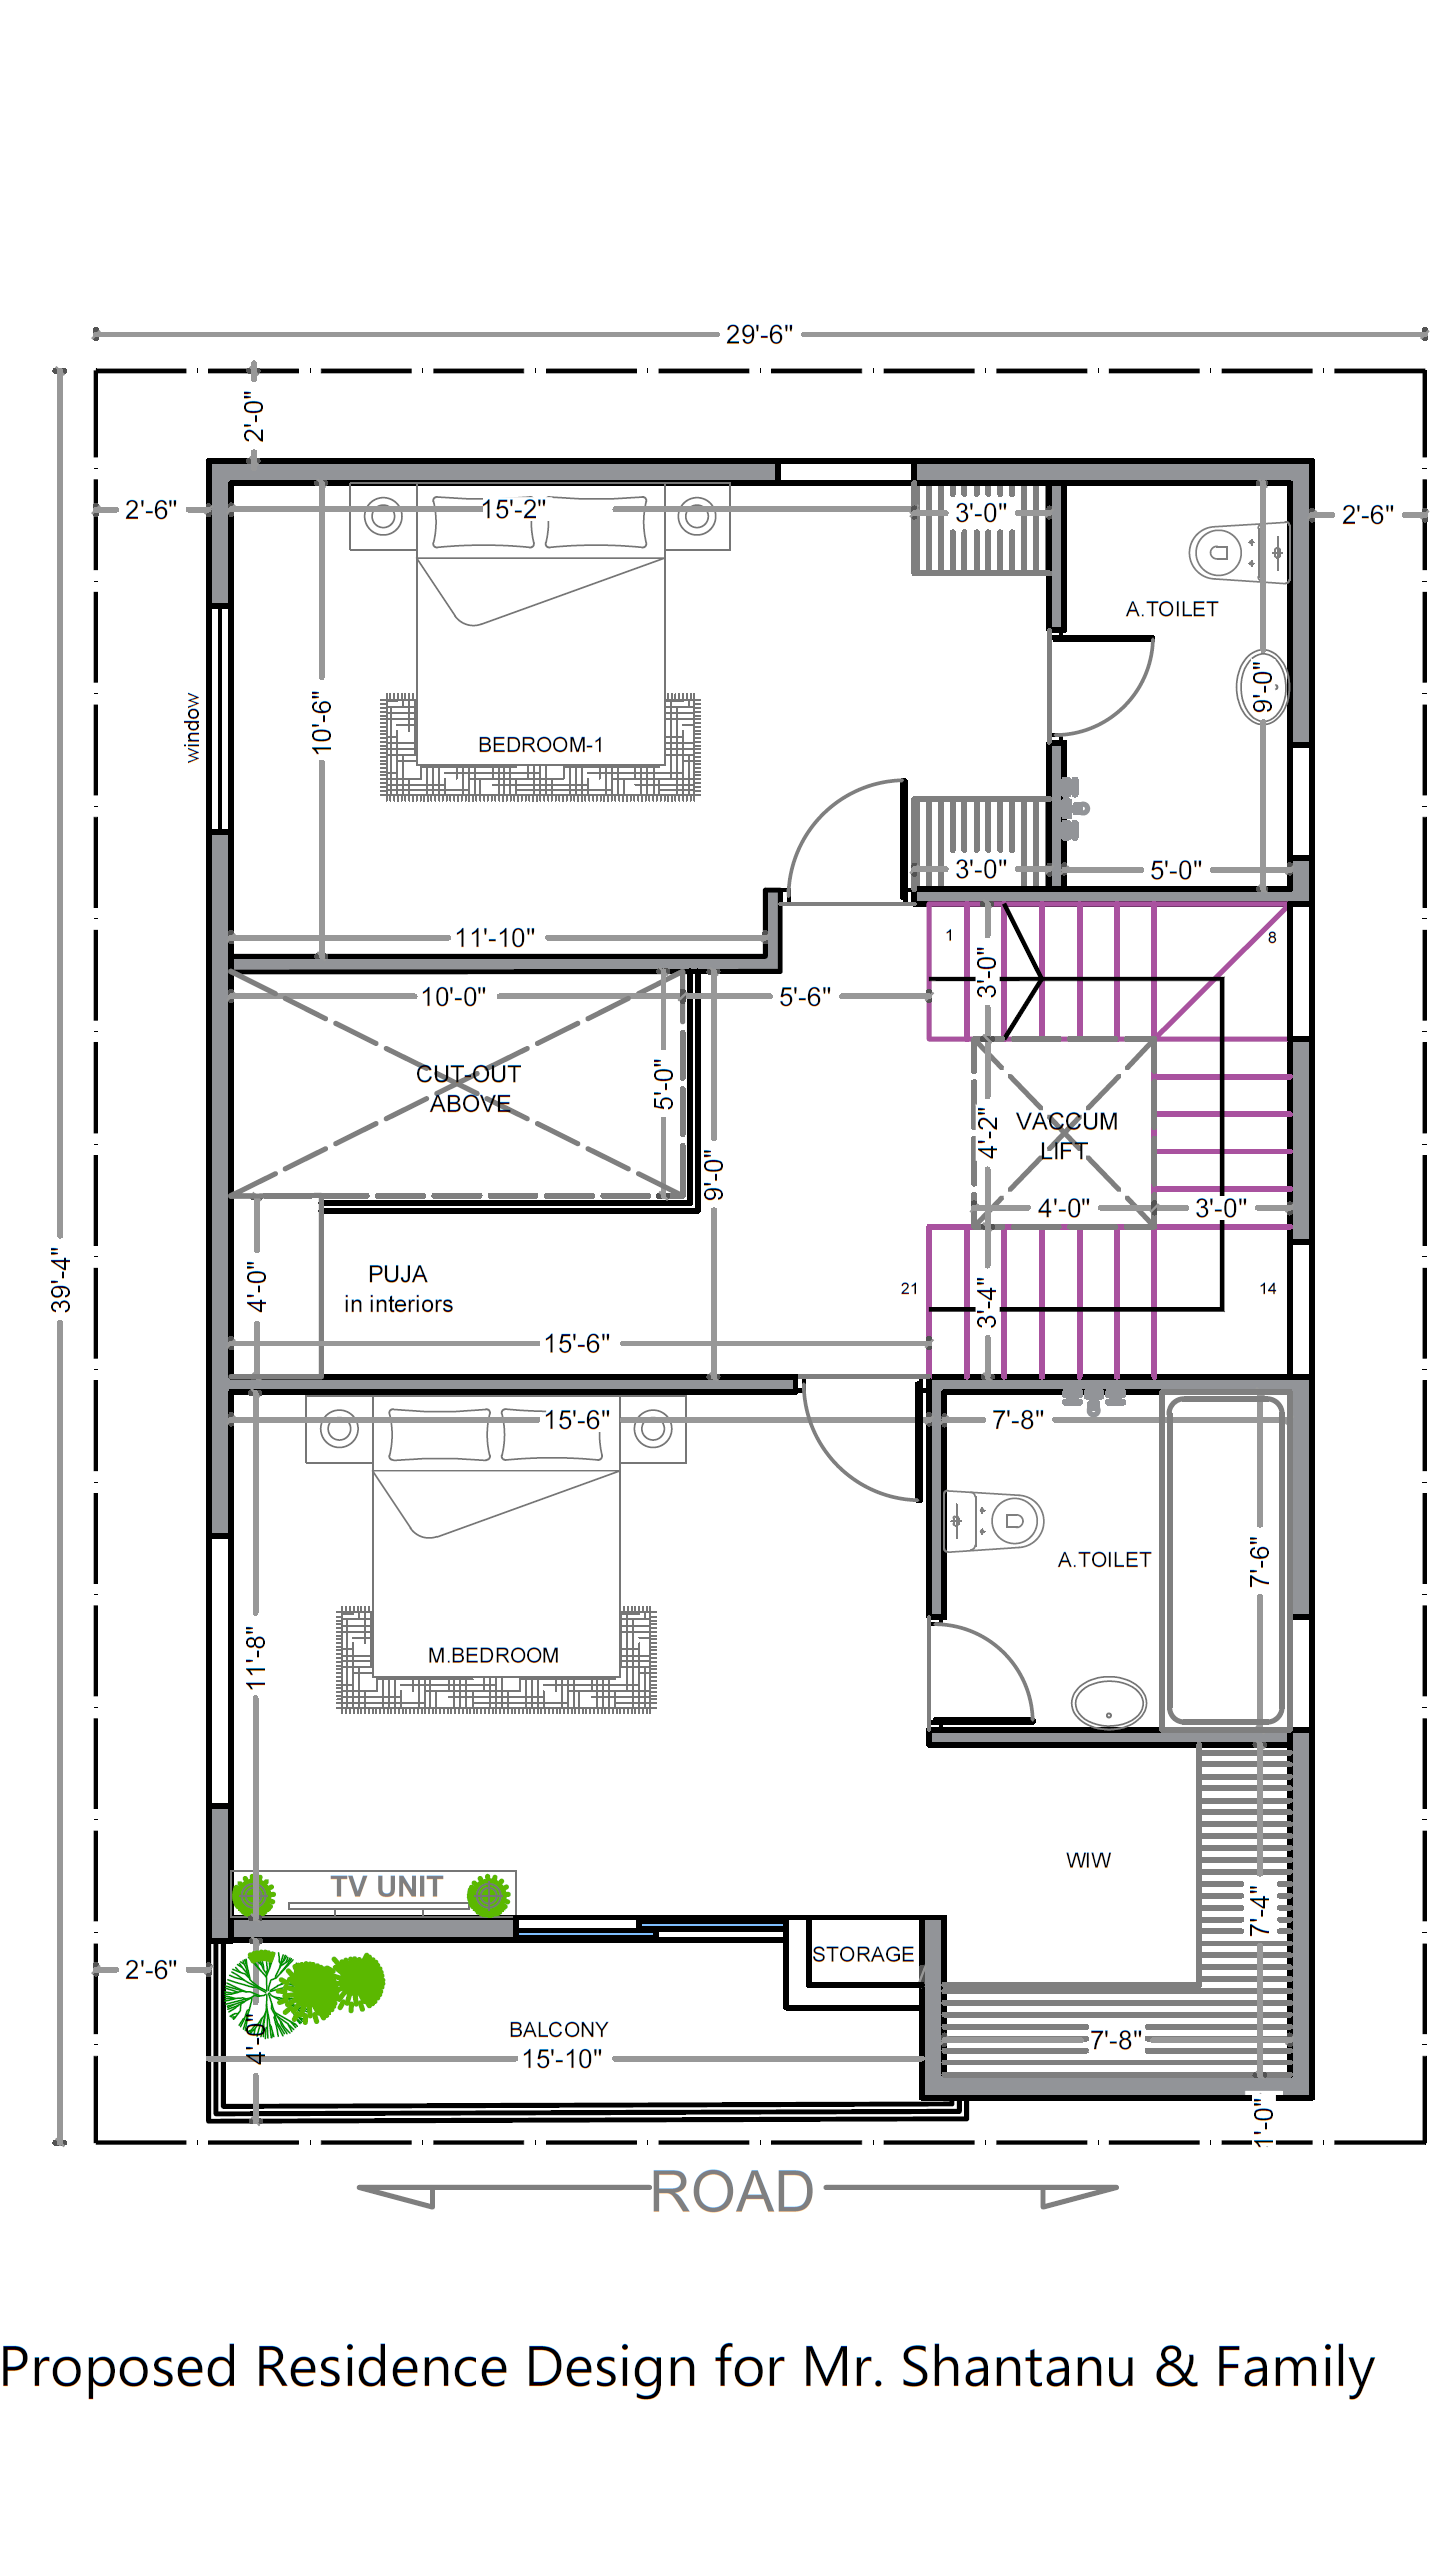 29'-6"
2'-0"
2'-6"
15'-2"
3'-0"
2'-6"
A.TOILET
9'-0"
window
10'-6"
BEDROOM-1
3'-0"
5'-0"
11'-10"
1
8
3'-0"
10'-0"
5'-6"
CUT-OUT
ABOVE
5'-0"
VACCUM
LIFT
4'-2"
9'-0"
4'-0"
3'-0"
39'-4"
4'-0"
PUJA
in interiors
21
3'-4"
14
15'-6"
15'-6"
7'-8"
A.TOILET
7'-6"
11'-8"
M.BEDROOM
WIW
TV UNIT
7'-4"
STORAGE
2'-6"
4'-0"
BALCONY
15'-10"
7'-8"
1'-0"
ROAD
Proposed Residence Design for Mr. Shantanu & Family